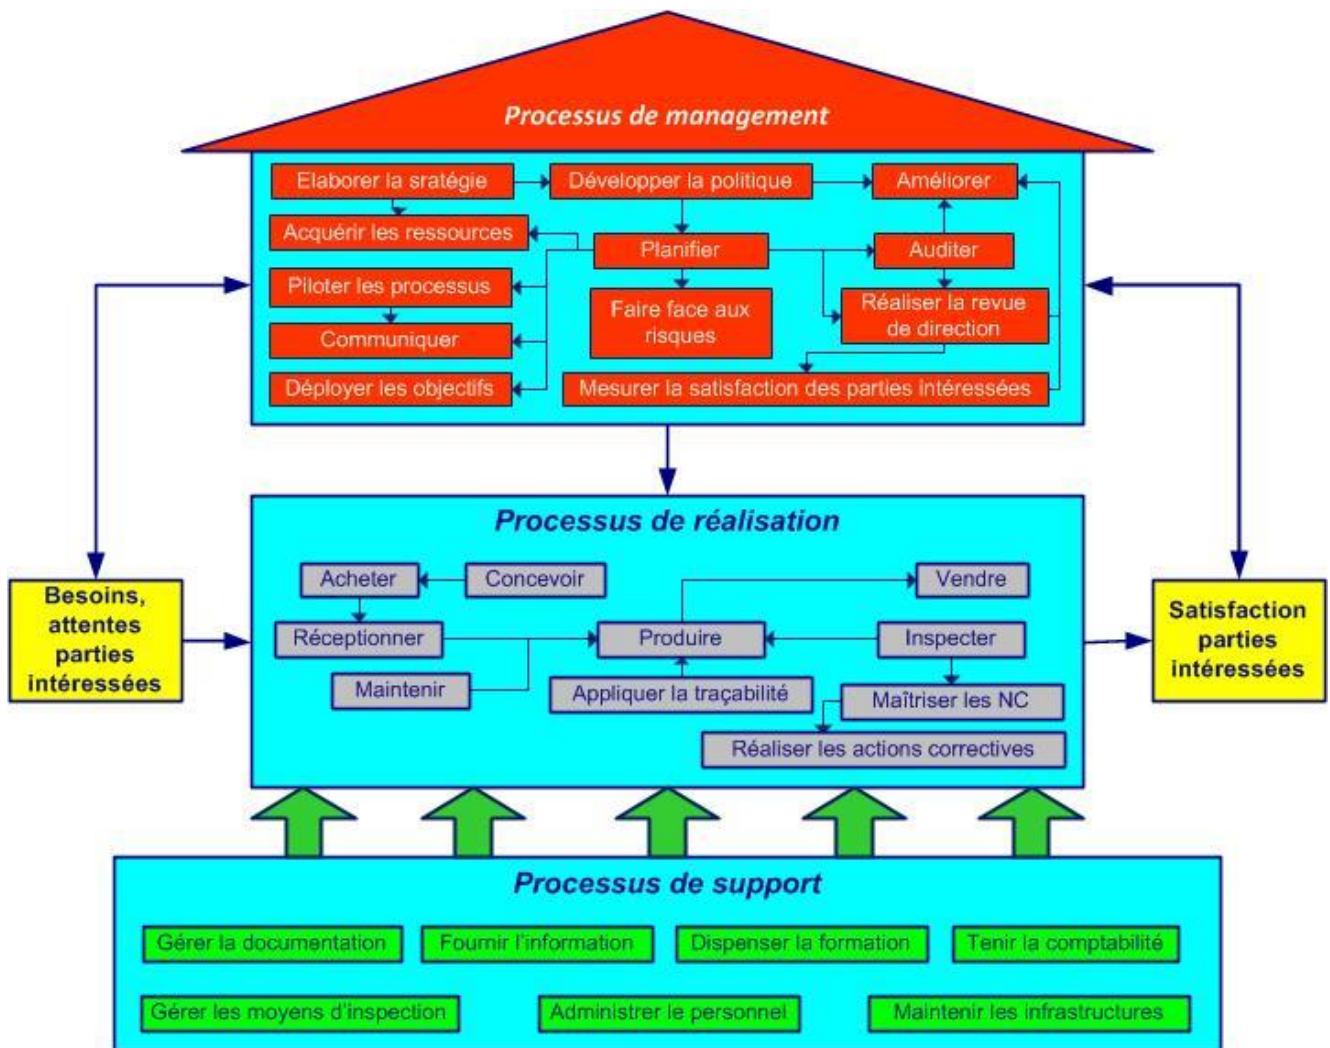 Processus de management
Elaborer la sratégie
Développer la politique
Améliorer
Acquérir les ressources
Planifier
Auditer
Piloter les processus
Faire face aux
risques
Réaliser la revue
de direction
Communiquer
Déployer les objectifs
Mesurer la satisfaction des parties intéressées
Processus de réalisation
Besoins,
attentes
parties
intéressées
Acheter
Concevoir
Vendre
Réceptionner
Produire
Inspecter
Maintenir
Appliquer la traçabilité
Maîtriser les NC
Réaliser les actions correctives
Satisfaction
parties
intéressées
Processus de support
Gérer la documentation
Fournir l'information
Dispenser la formation
Tenir la comptabilité
Gérer les moyens d'inspection
Administrer le personnel
Maintenir les infrastructures